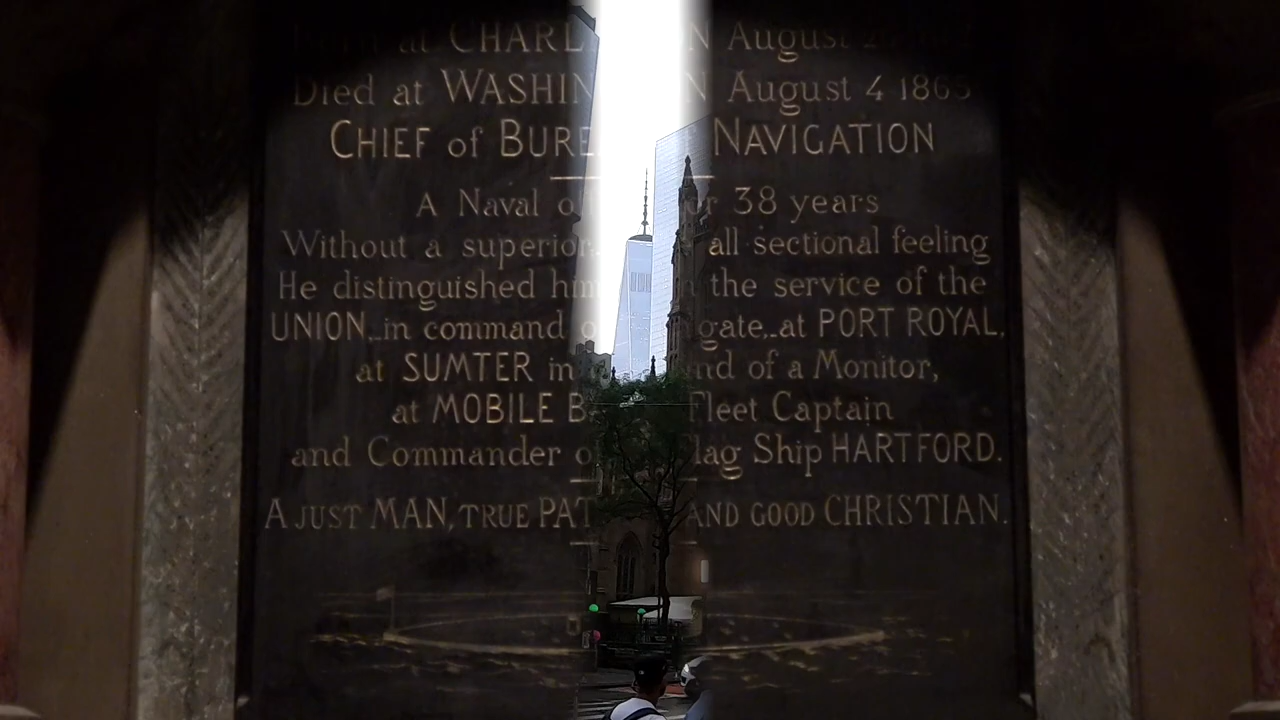 at CHARL N August
Died at WASHIN N August 4 1865
CHIEF of BURE NAVIGATION
A Naval o r 38 years
Without a superior all sectional feeling
He distinguished him the service of the
UNION in command o gate at PORT ROYAL,
at SUMTER in nd of a Monitor,
at MOBILE B Fleet Captain
and Commander o lag Ship HARTFORD.
A JUST MAN, TRUE PAT AND GOOD CHRISTIAN.